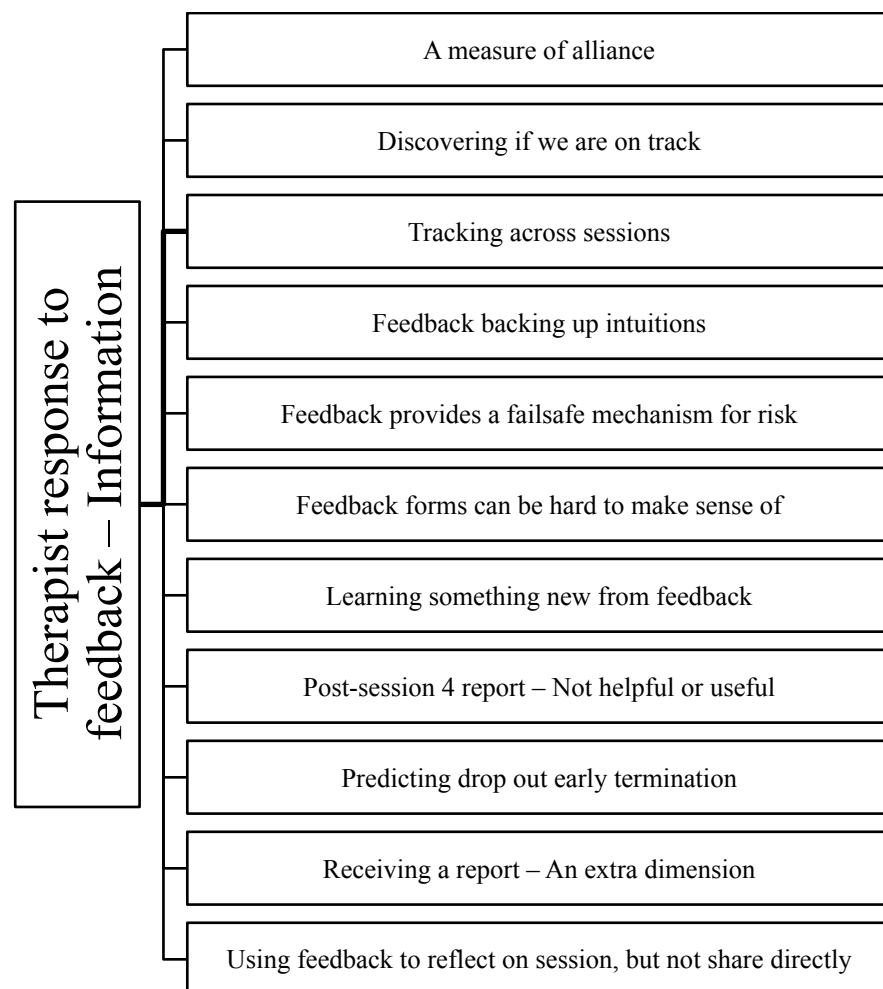 Therapist response to
feedback – Information
A measure of alliance
Discovering if we are on track
Tracking across sessions
Feedback backing up intuitions
Feedback provides a failsafe mechanism for risk
Feedback forms can be hard to make sense of
Learning something new from feedback
Post-session 4 report – Not helpful or useful
Predicting drop out early termination
Receiving a report – An extra dimension
Using feedback to reflect on session, but not share directly